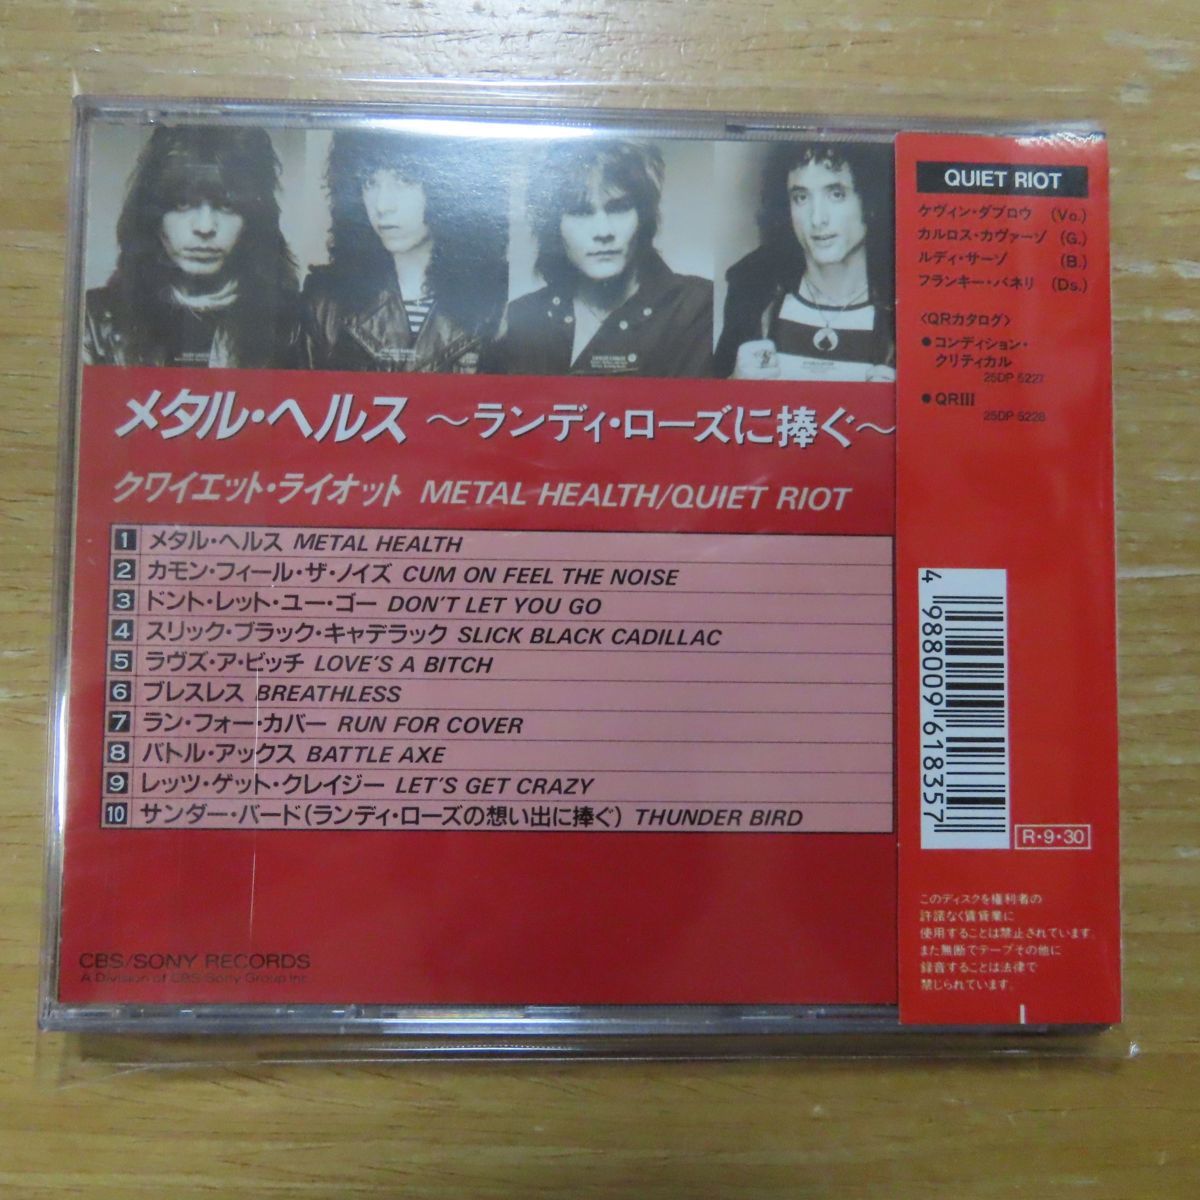 メタル・ヘルス ～ランディ・ローズに捧ぐ～
クワイエット・ライオット METAL HEALTH/QUIET RIOT
1 メタル・ヘルス METAL HEALTH
2 カモン・フィール・ザ・ノイズ CUM ON FEEL THE NOISE
3 ドント・レット・ユー・ゴー DON'T LET YOU GO
4 スリック・ブラック・キャデラック SLICK BLACK CADILLAC
5 ラヴズ・ア・ビッチ LOVE'S A BITCH
6 ブレスレス BREATHLESS
7 ラン・フォー・カバー RUN FOR COVER
8 バトル・アックス BATTLE AXE
9 レッツ・ゲット・クレイジー LET'S GET CRAZY
10 サンダー・バード(ランディ・ローズの想い出に捧ぐ) THUNDER BIRD
CBS/SONY RECORDS
A Division of CBS/Sony Group Inc.
QUIET RIOT
ケヴィン・ダブロウ (Vo.)
カルロス・カヴァーゾ (G.)
ルディ・サーゾ (B.)
フランキー・バネリ (Ds.)
〈QRカタログ〉
●コンディション・
クリティカル
25DP 5227
●QRIII
25DP 5228
4 988009 618357
R・9・30
このディスクを権利者の
許諾なく賃貸業に
使用することは禁止されています。
また無断でテープその他に
録音することは法律で
禁じられています。